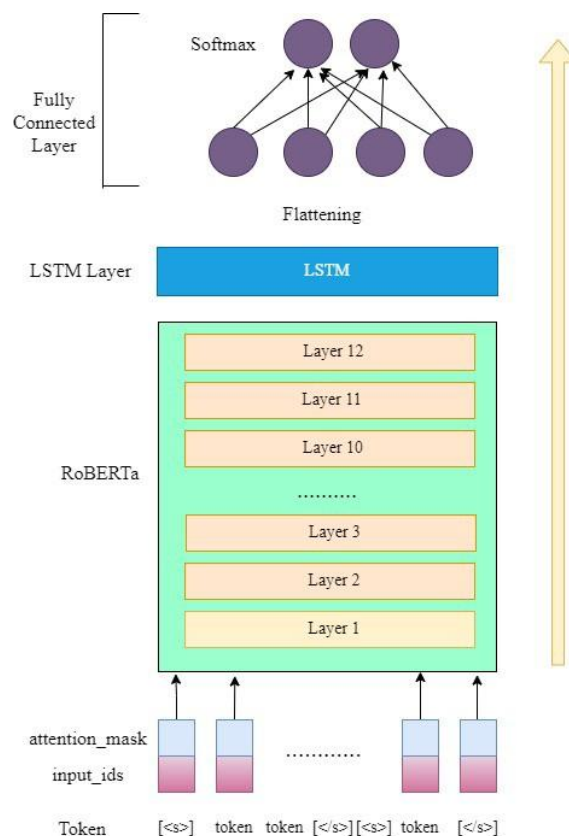 Softmax
Fully
Connected
Layer
Flattening
LSTM Layer
LSTM
Layer 12
Layer 11
Layer 10
..........
RoBERTa
Layer 3
Layer 2
Layer 1
attention_mask
..............
input_ids
Token [<s>] token token [</s>] [<s>] token [</s>]